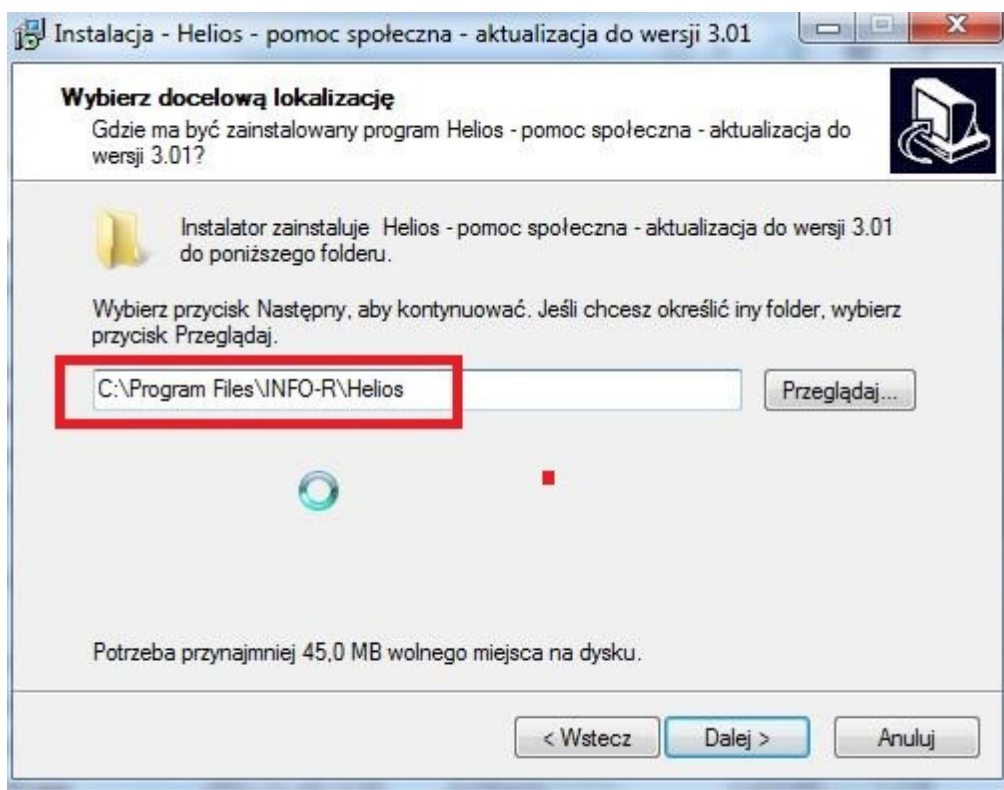 Instalacja - Helios - pomoc społeczna - aktualizacja do wersji 3.01
Wybierz docelową lokalizację
Gdzie ma być zainstalowany program Helios - pomoc społeczna - aktualizacja do
wersji 3.01?
Instalator zainstaluje Helios - pomoc społeczna - aktualizacja do wersji 3.01
do poniższego folderu.
Wybierz przycisk Następny, aby kontynuować. Jeśli chcesz określić iny folder, wybierz
przycisk Przeglądaj.
C:\Program Files\INFO-R\Helios
Przeglądaj...
Potrzeba przynajmniej 45,0 MB wolnego miejsca na dysku.
< Wstecz
Dalej >
Anuluj